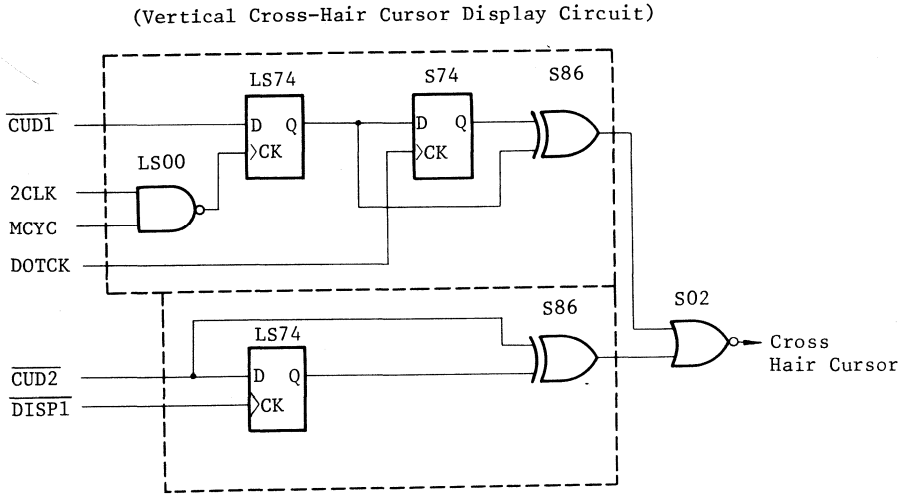 (Vertical Cross-Hair Cursor Display Circuit)
LS74
S74
S86
CUD1
D Q
CK
D Q
CK
LS00
2CLK
MCYC
DOTCK
S86
S02
LS74
CUD2
D Q
CK
DISP1
Cross
Hair Cursor